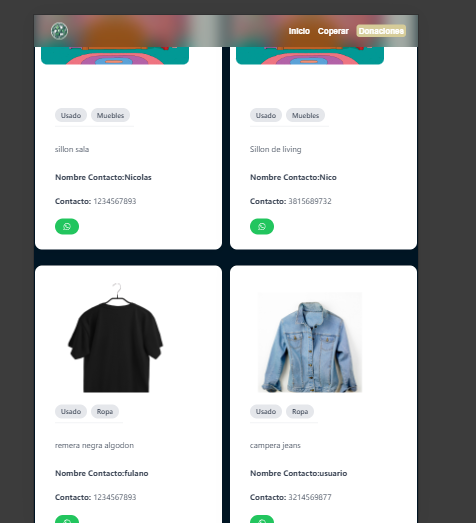 Inicio Coperar Donaciones
Usado Muebles
sillon sala
Nombre Contacto:Nicolas
Contacto: 1234567893
Usado Muebles
Sillon de living
Nombre Contacto:Nico
Contacto: 3815689732
Usado Ropa
remera negra algodon
Nombre Contacto:fulano
Contacto: 1234567893
Usado Ropa
campera jeans
Nombre Contacto:usuario
Contacto: 3214569877